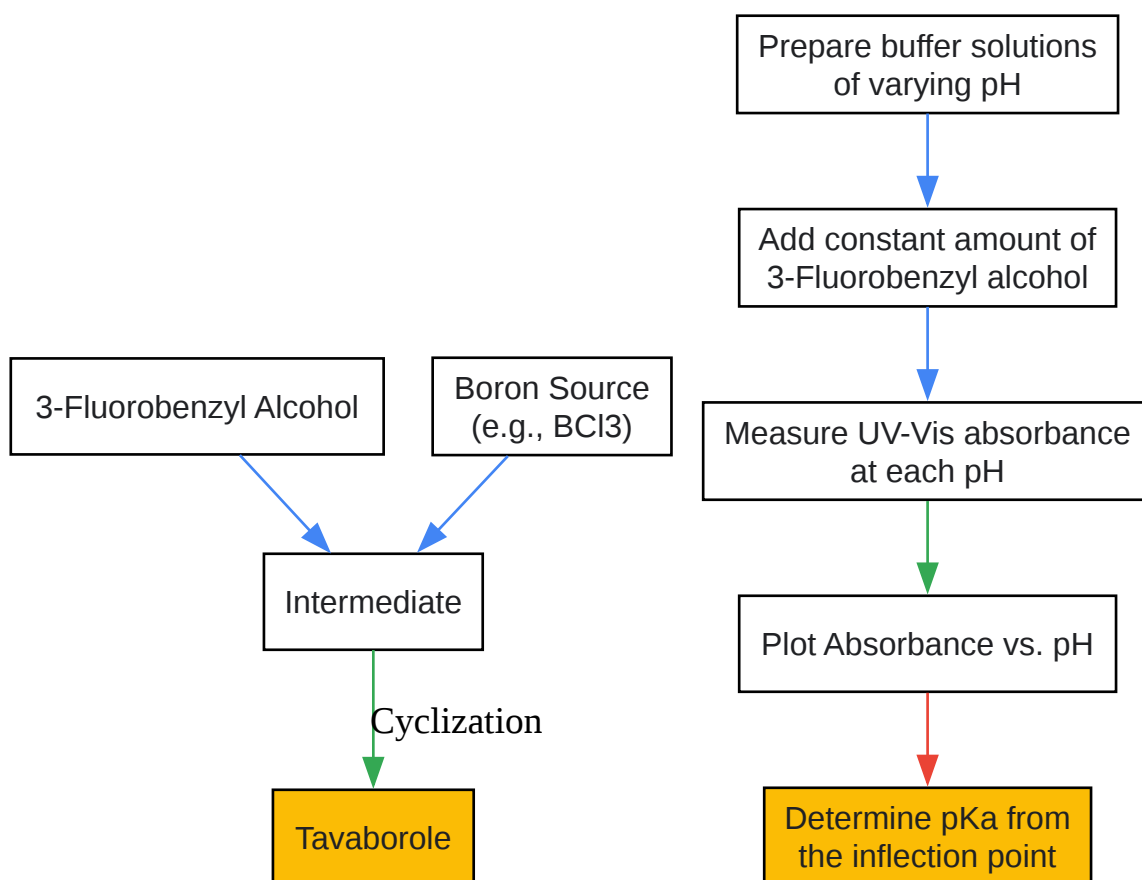 3-Fluorobenzyl Alcohol
Boron Source
(e.g., BCl3)
Intermediate
Cyclization
Tavaborole
Prepare buffer solutions
of varying pH
Add constant amount of
3-Fluorobenzyl alcohol
Measure UV-Vis absorbance
at each pH
Plot Absorbance vs. pH
Determine pKa from
the inflection point